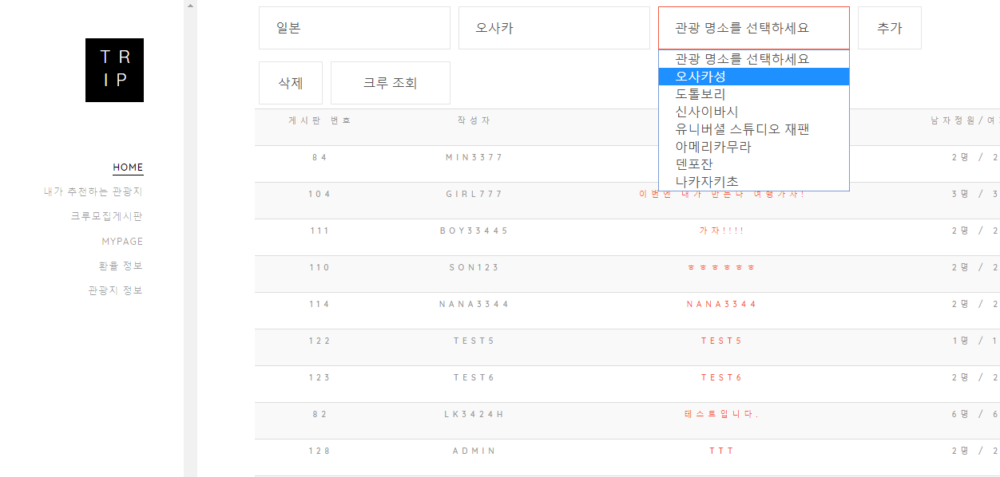 T R
I P
HOME
내가 추천하는 관광지
크루모집게시판
MYPAGE
환율 정보
관광지 정보
일본
오사카
관광 명소를 선택하세요
추가
관광 명소를 선택하세요
오사카성
도톨보리
신사이바시
유니버셜 스튜디오 재팬
아메리카무라
덴포잔
나카자키초
삭제
크루 조회
게시판 번호 작성자 남자정원/여
84 MIN3377 2명 / 2
104 GIRL777 이번엔 내가 만든다 여행가자! 3명 / 3
111 BOY33445 가자!!!! 2명 / 2
110 SON123 ㅎㅎㅎㅎㅎㅎ 2명 / 2
114 NANA3344 NANA3344 2명 / 2
122 TEST5 TEST5 1명 / 1
123 TEST6 TEST6 2명 / 2
82 LK3424H 테스트입니다. 6명 / 6
128 ADMIN TTT 2명 / 2